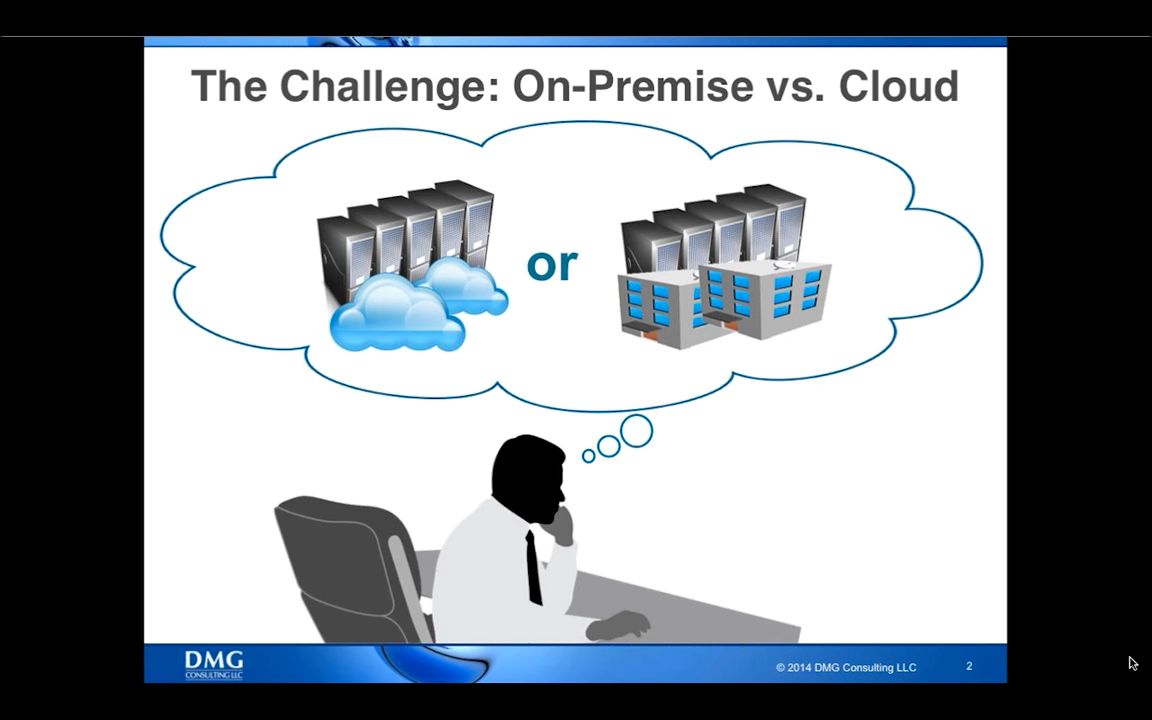 The Challenge: On-Premise vs. Cloud
or
DMG
CONSULTING LLC
© 2014 DMG Consulting LLC
2